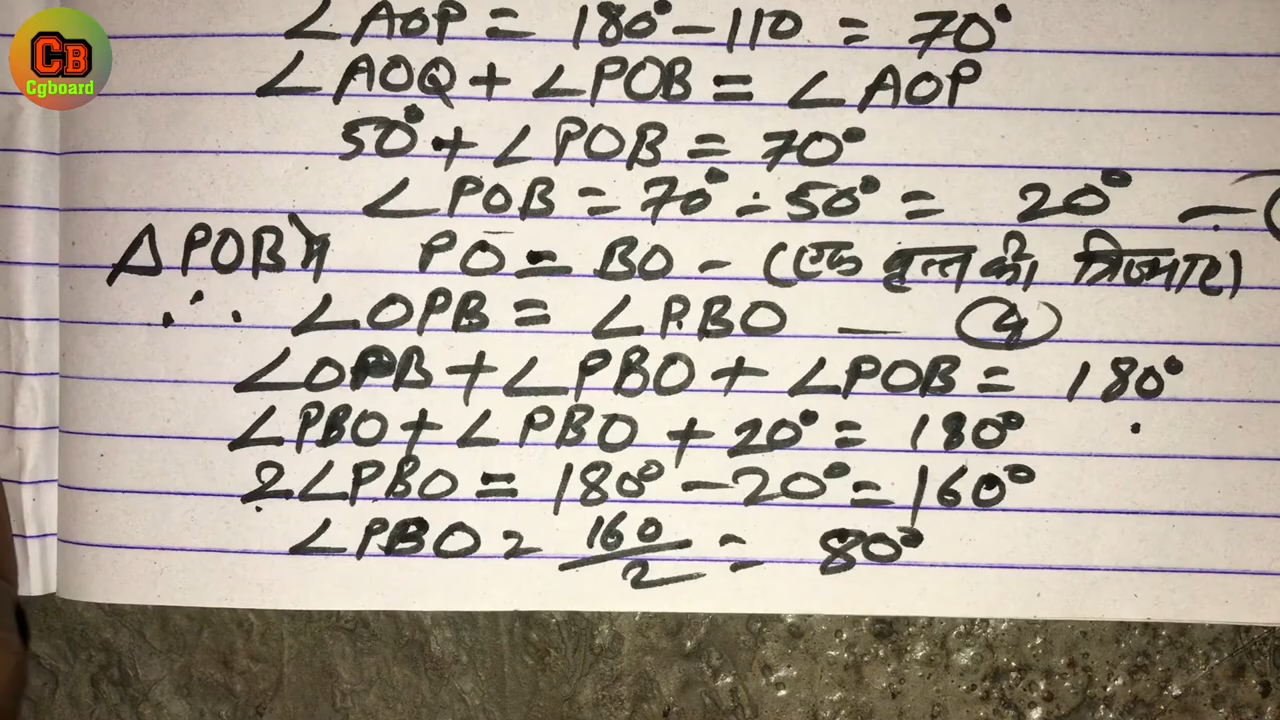 CB
Cgboard
∠AOP = 180° - 110 = 70°
∠AOQ + ∠POB = ∠AOP
50° + ∠POB = 70°
∠POB = 70° - 50° = 20° -
△POB में PO = BO - (एक वृत्त की त्रिज्याएं)
∴ ∠OPB = ∠PBO - (4)
∠OPB + ∠PBO + ∠POB = 180°
∠PBO + ∠PBO + 20° = 180°
2∠PBO = 180° - 20° = 160°
∠PBO = 160/2 = 80°